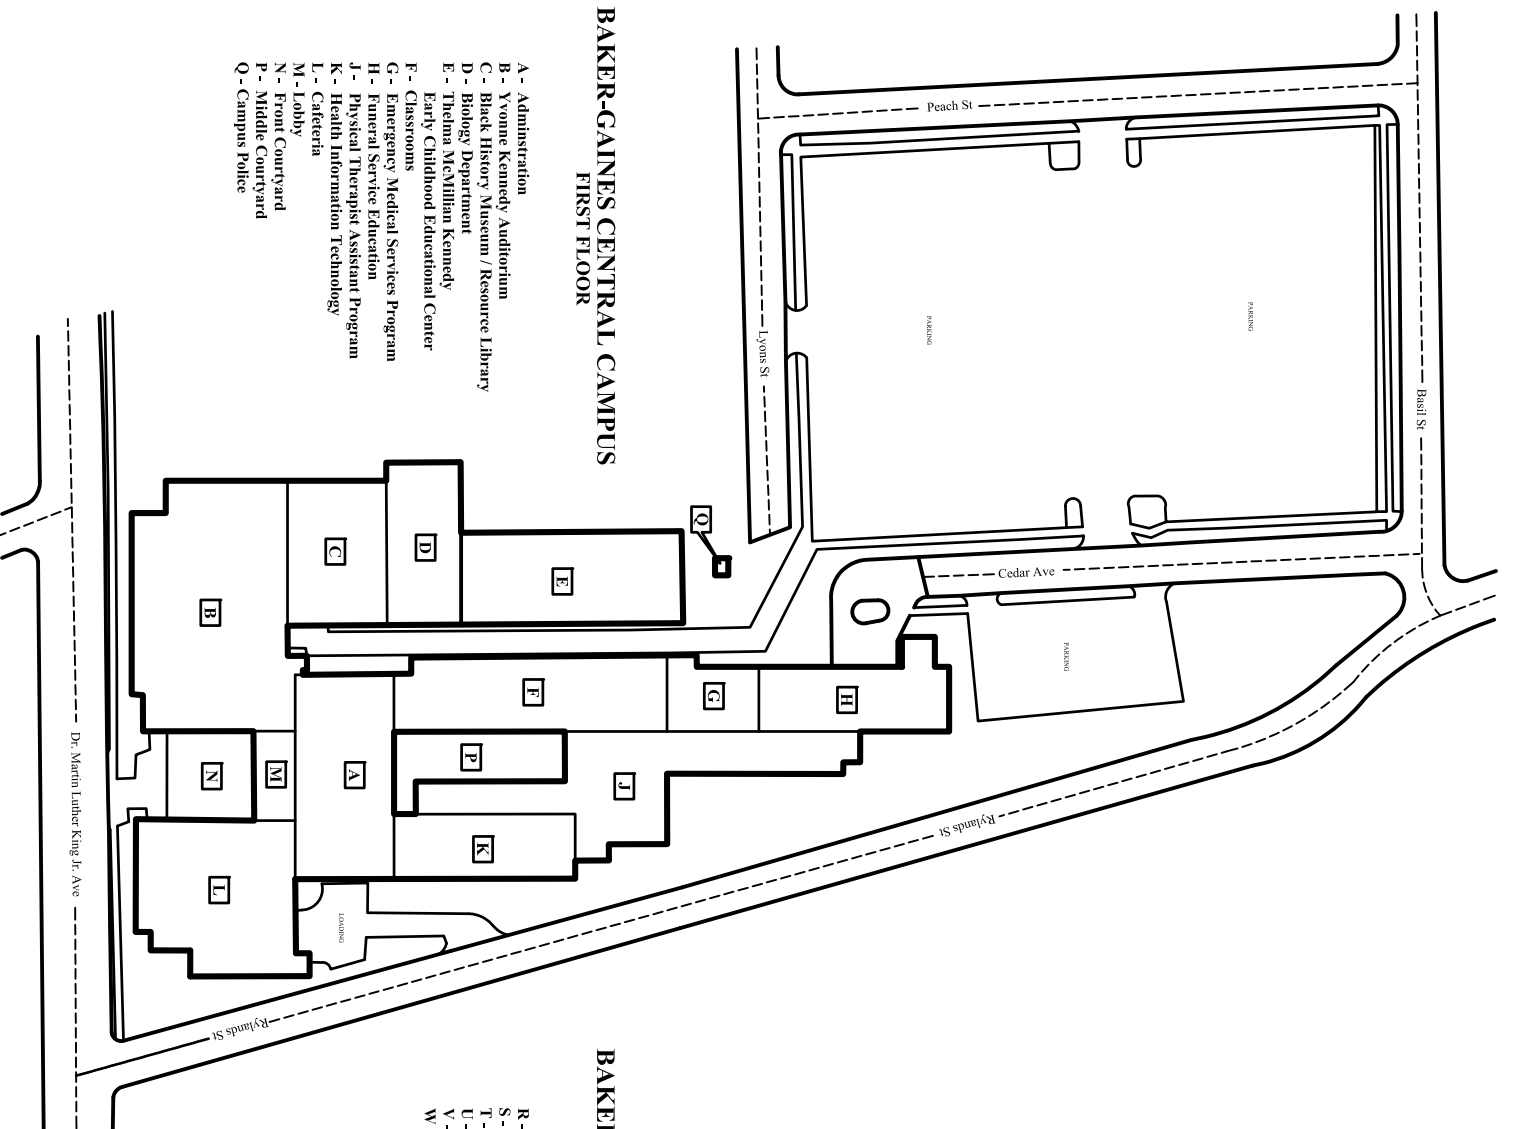 BAKER-GAINES CENTRAL CAMPUS
FIRST FLOOR
A - Adminstration
B - Yvonne Kennedy Auditorium
C - Black History Museum / Resource Library
D - Biology Department
E - Thelma McMillian Kennedy
Early Childhood Educational Center
F - Classrooms
G - Emergency Medical Services Program
H - Funeral Service Education
J - Physical Therapist Assistant Program
K - Health Information Technology
L - Cafeteria
M - Lobby
N - Front Courtyard
P - Middle Courtyard
Q - Campus Police
Basil St
Peach St
PARKING
PARKING
Lyons St
Cedar Ave
PARKING
Q
E
D
C
B
H
G
F
J
P
K
A
M
N
L
LOADING
Rylands St
Rylands St
Dr. Martin Luther King Jr. Ave
BAKE
R -
S -
T -
U -
V -
W